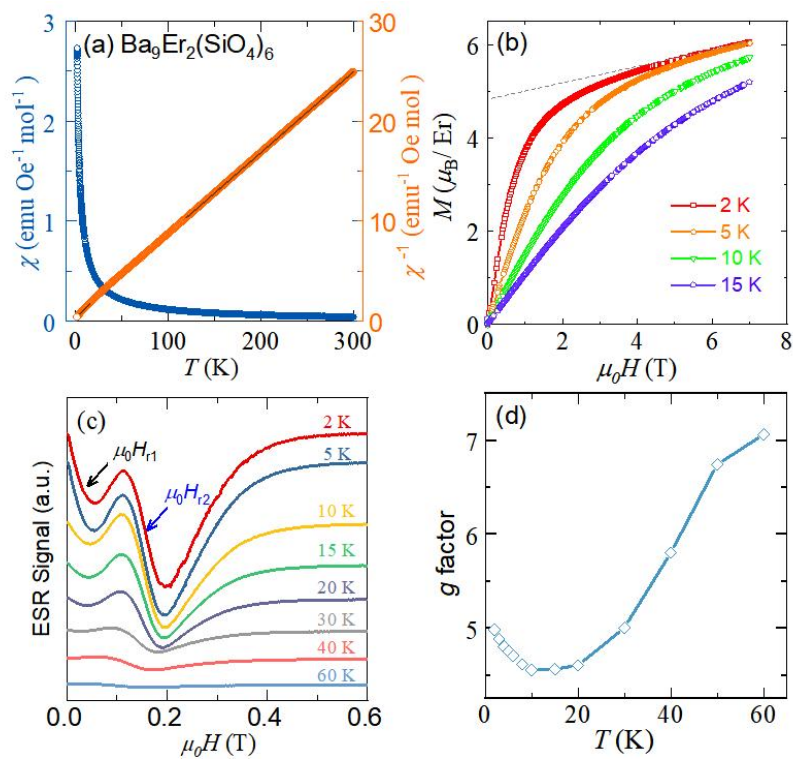 (a) Ba₉Er₂(SiO₄)₆
3
2
1
0
χ (emu Oe⁻¹ mol⁻¹)
30
20
10
0
χ⁻¹ (emu⁻¹ Oe mol)
0 100 200 300
T (K)
(b)
6
4
2
0
M (μB/ Er)
2 K
5 K
10 K
15 K
0 2 4 6 8
μ₀H (T)
(c)
μ₀Hr1
μ₀Hr2
2 K
5 K
10 K
15 K
20 K
30 K
40 K
60 K
ESR Signal (a.u.)
0.0 0.2 0.4 0.6
μ₀H (T)
(d)
7
6
5
4
g factor
0 20 40 60
T (K)